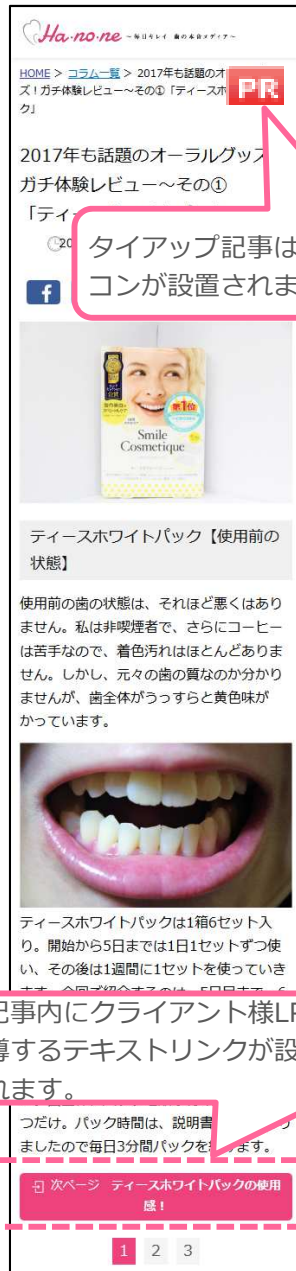 Ha·no·ne ～毎日キレイ 歯の本音メディア～
HOME > コラム一覧 > 2017年も話題のオ
ズ！ガチ体験レビュー～その①「ティースホ
ク」
PR
2017年も話題のオーラルグッズ
ガチ体験レビュー～その①
「ティ
20
タイアップ記事は
コンが設置されま
f
第1位
Smile
Cosmetique
ティースホワイトパック【使用前の
状態】
使用前の歯の状態は、それほど悪くはあり
ません。私は非喫煙者で、さらにコーヒー
は苦手なので、着色汚れはほとんどありま
せん。しかし、元々の歯の質なのか分かり
ませんが、歯全体がうっすらと黄色味が
かっています。
ティースホワイトパックは1箱6セット入
り。開始から5日までは1日1セットずつ使
い、その後は1週間に1セットを使っていき
記事内にクライアント様LP
導するテキストリンクが設
れます。
つだけ。パック時間は、説明書
ましたので毎日3分間パックを
ます。
次ページ ティースホワイトパックの使用
感！
1 2 3